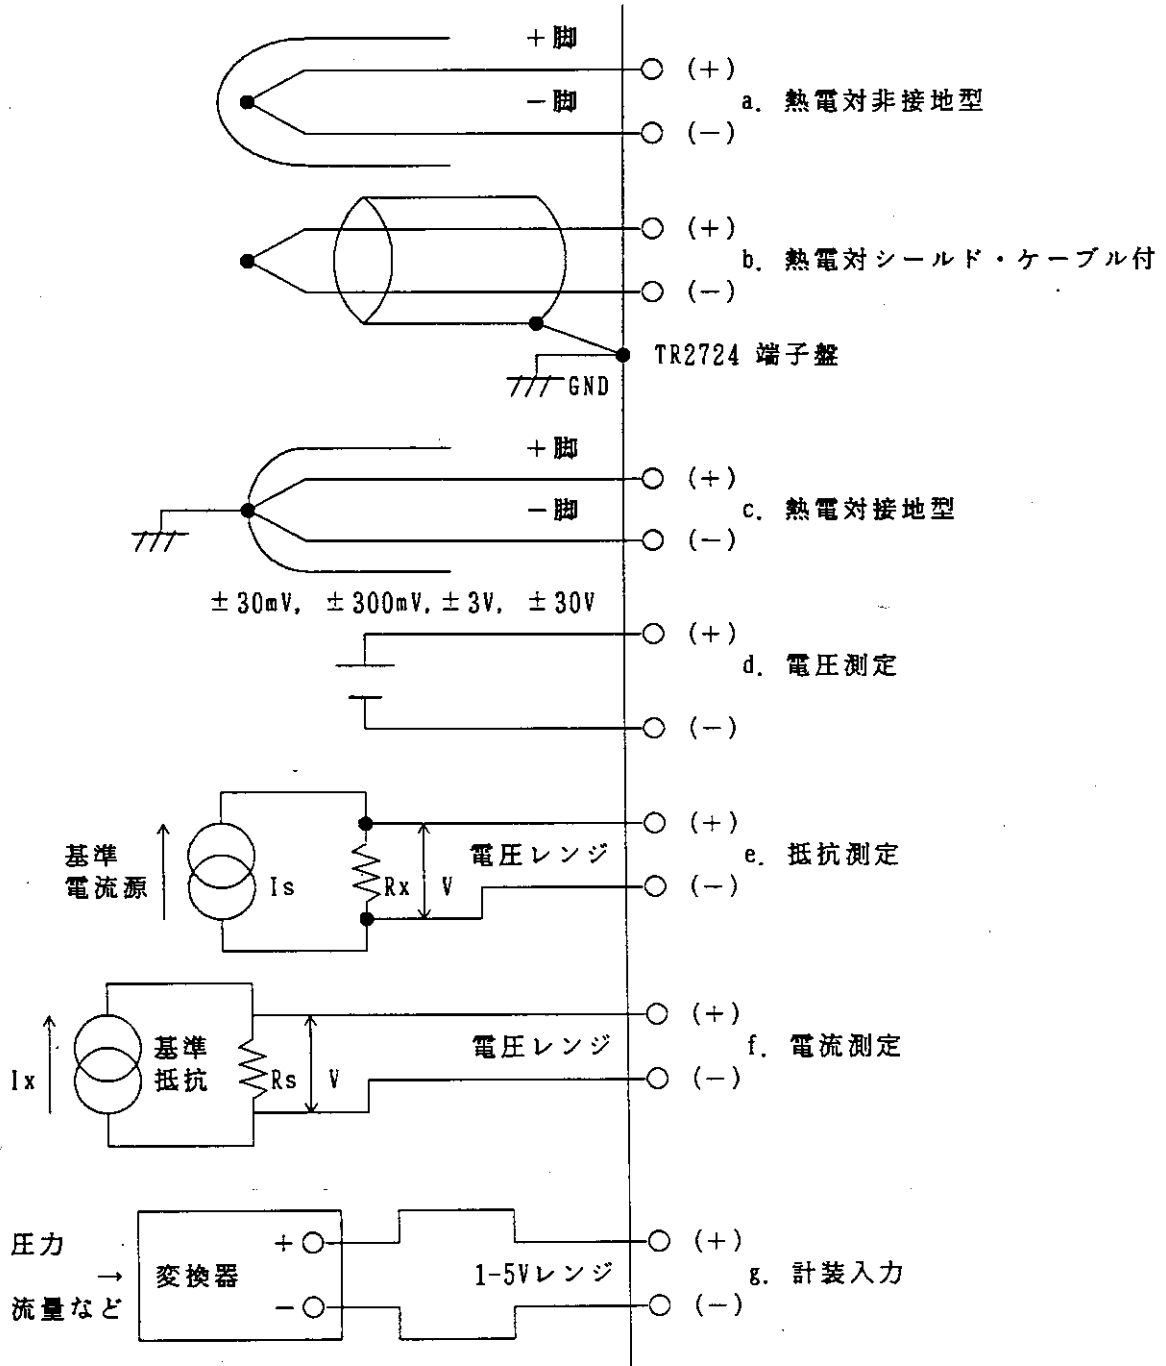 +脚
(+)
-脚
a. 熱電対非接地型
(-)
(+)
b. 熱電対シールド・ケーブル付
(-)
TR2724 端子盤
GND
+脚
(+)
-脚
c. 熱電対接地型
(-)
±30mV, ±300mV, ±3V, ±30V
(+)
d. 電圧測定
(-)
(+)
基準
電流源
Is
Rx
V
電圧レンジ
e. 抵抗測定
(-)
(+)
Ix
基準
抵抗
Rs
V
電圧レンジ
f. 電流測定
(-)
圧力
→
流量など
変換器
+
-
1-5Vレンジ
(+)
g. 計装入力
(-)